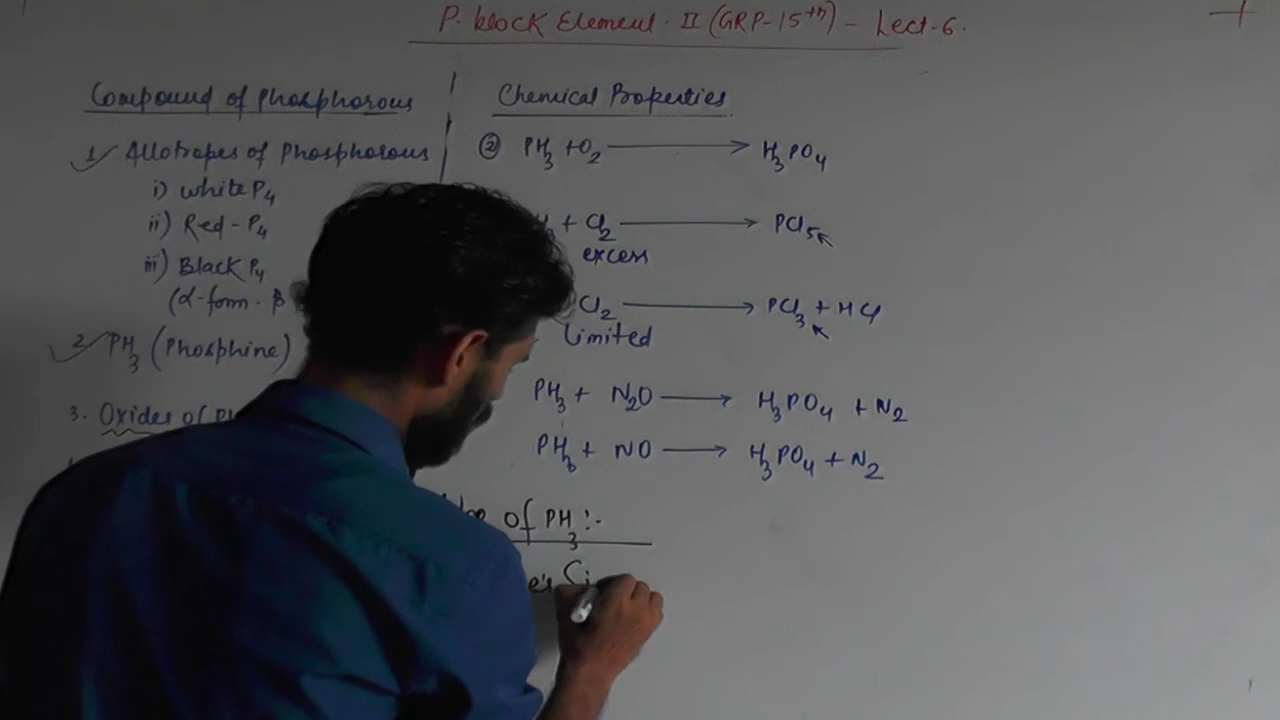 P. block Element - II (GRP-15th) - Lect-6.
Compound of Phosphorous
1 Allotropes of Phosphorous
i) white P4
ii) Red - P4
iii) Black P4
(α-form - β
2 PH3 (Phosphine)
3. Oxides of
Chemical Properties
② PH3 + O2 ⟶ H3PO4
+ Cl2 ⟶ PCl5
excess
Cl2 ⟶ PCl3 + HCl
limited
PH3 + N2O ⟶ H3PO4 + N2
PH3 + NO ⟶ H3PO4 + N2
of PH3 :-